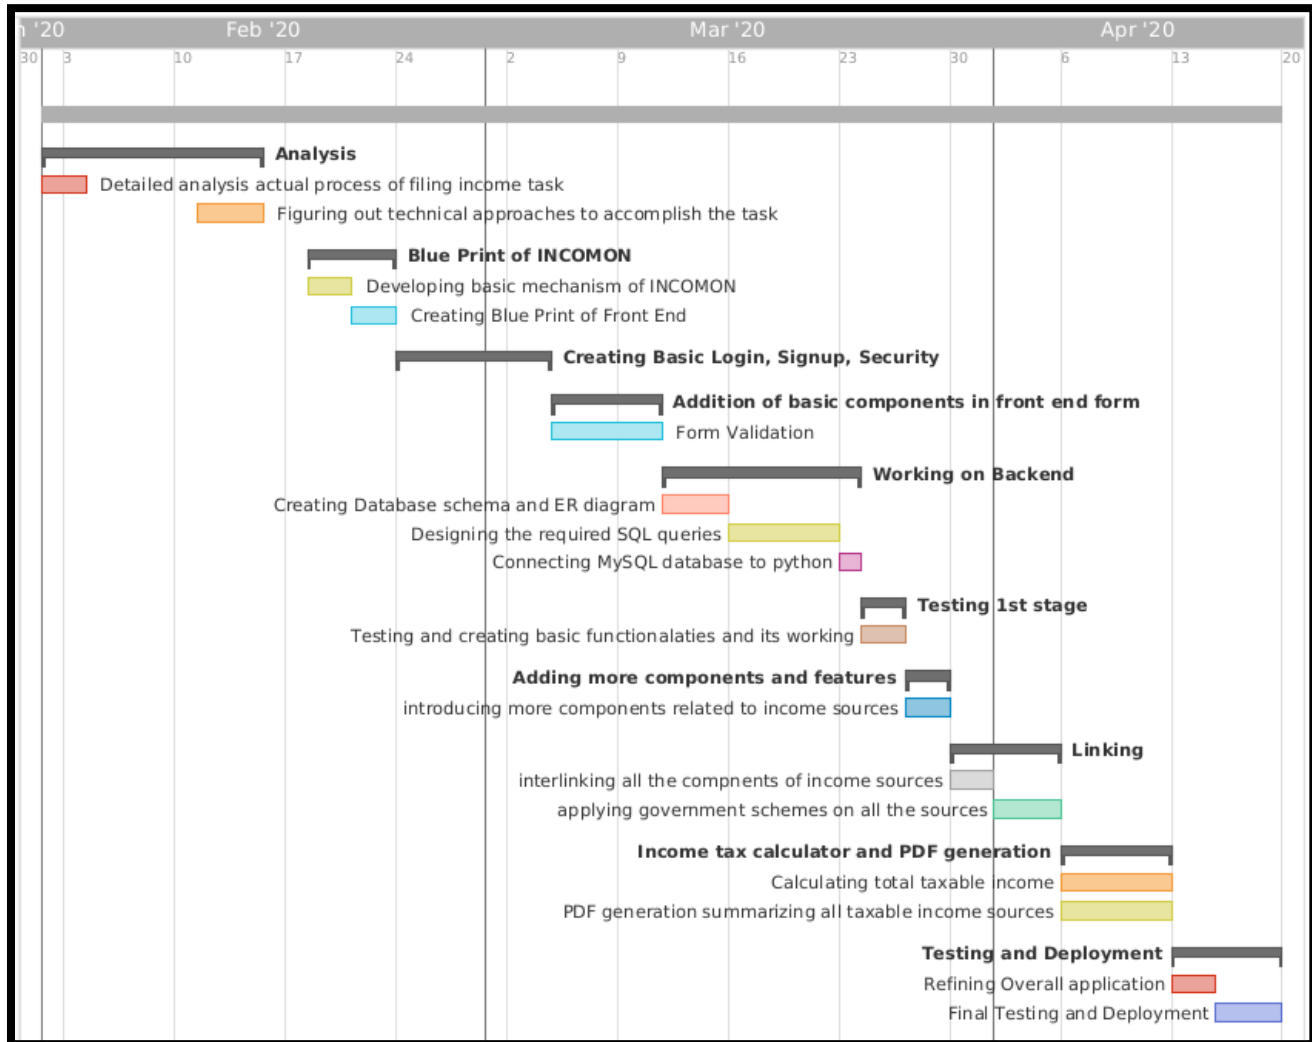 '20 Feb '20 Mar '20 Apr '20
30 3 10 17 24 2 9 16 23 30 6 13 20
Analysis
Detailed analysis actual process of filing income task
Figuring out technical approaches to accomplish the task
Blue Print of INCOMON
Developing basic mechanism of INCOMON
Creating Blue Print of Front End
Creating Basic Login, Signup, Security
Addition of basic components in front end form
Form Validation
Working on Backend
Creating Database schema and ER diagram
Designing the required SQL queries
Connecting MySQL database to python
Testing 1st stage
Testing and creating basic functionalaties and its working
Adding more components and features
introducing more components related to income sources
Linking
interlinking all the compnents of income sources
applying government schemes on all the sources
Income tax calculator and PDF generation
Calculating total taxable income
PDF generation summarizing all taxable income sources
Testing and Deployment
Refining Overall application
Final Testing and Deployment